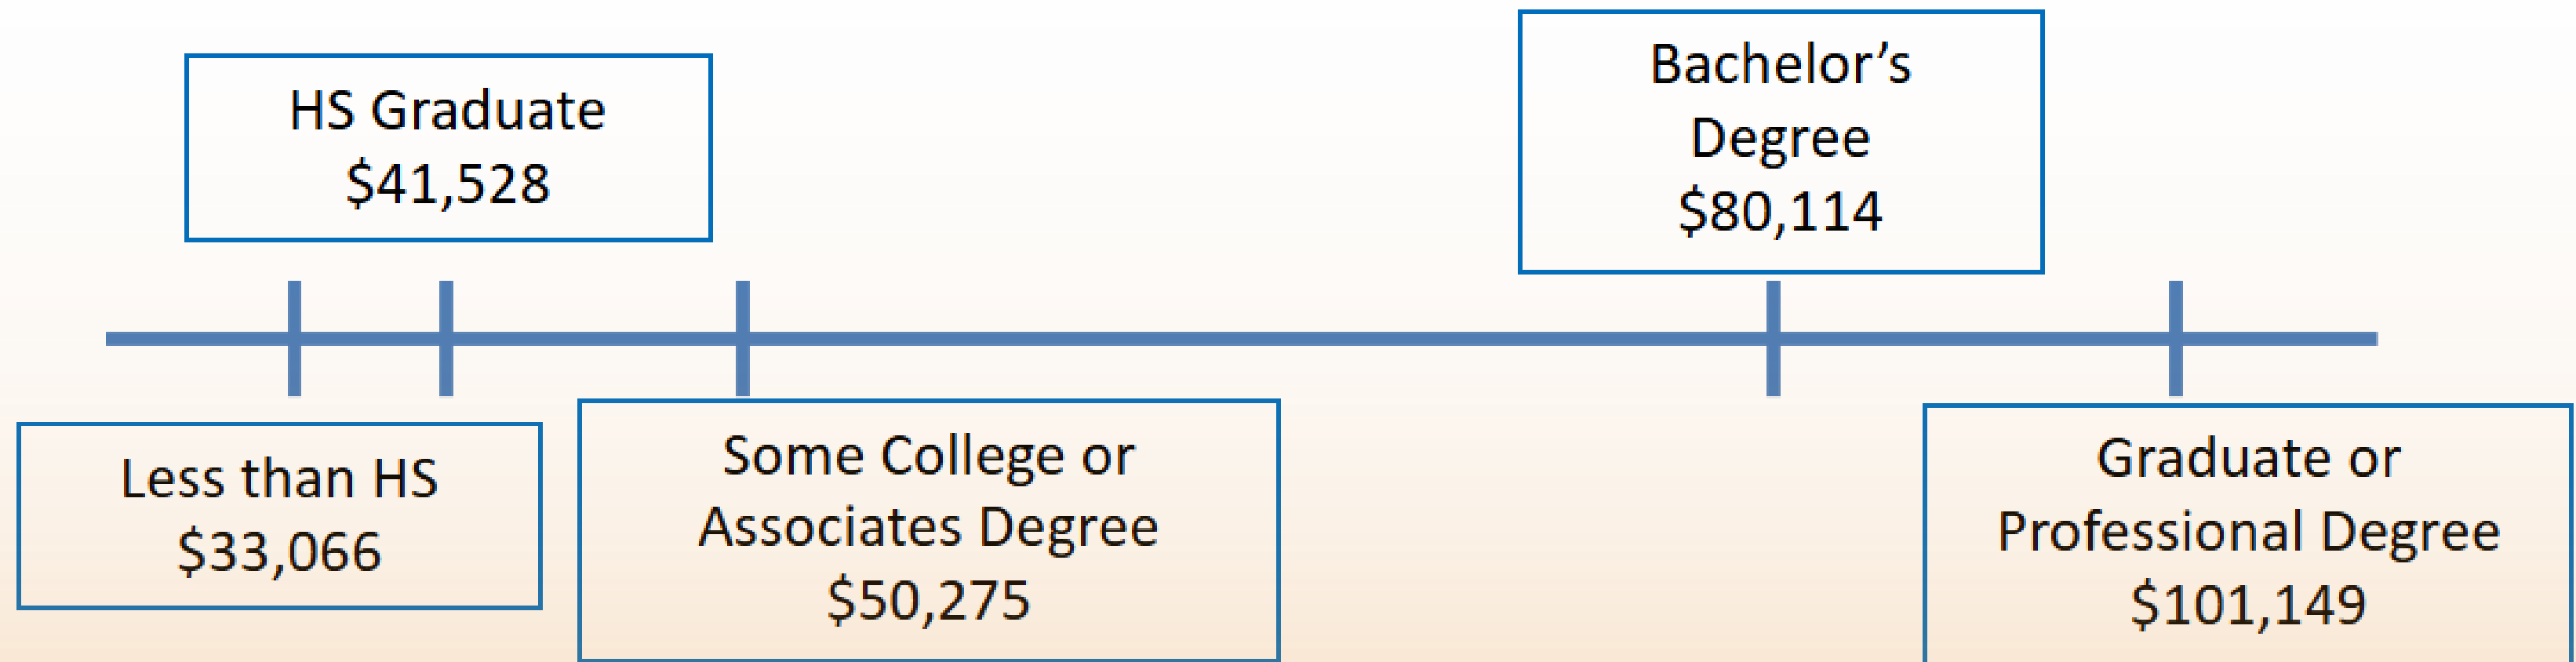 HS Graduate
$41,528
Bachelor’s
Degree
$80,114
Less than HS
$33,066
Some College or
Associates Degree
$50,275
Graduate or
Professional Degree
$101,149